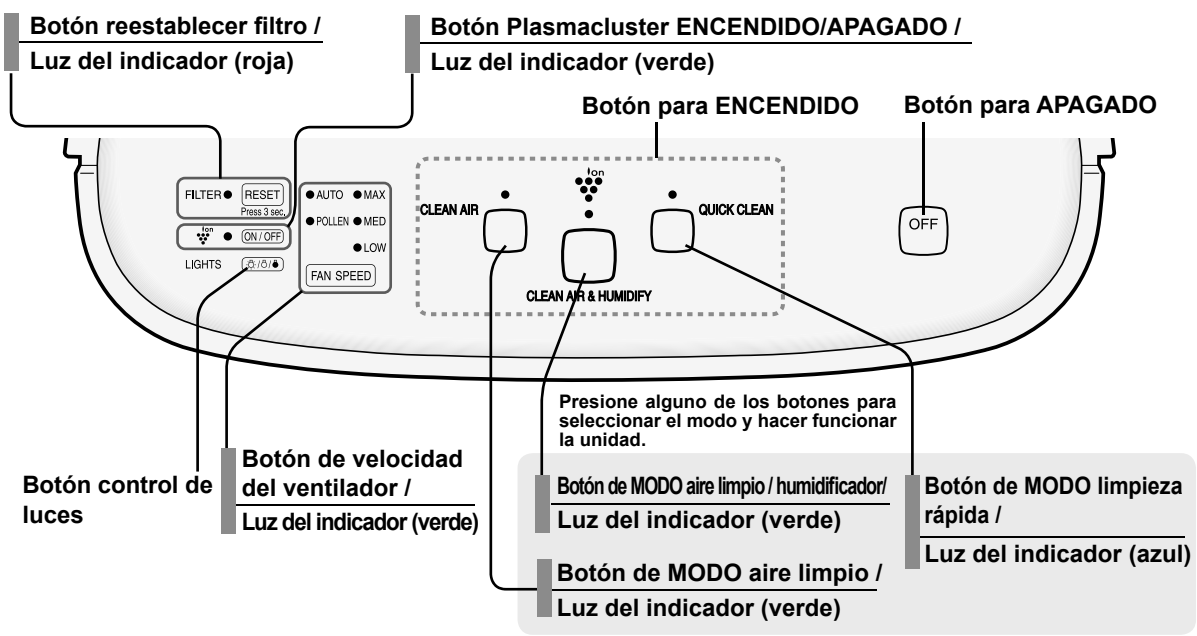 Botón reestablecer filtro /
Luz del indicador (roja)
Botón Plasmacluster ENCENDIDO/APAGADO /
Luz del indicador (verde)
Botón para ENCENDIDO
Botón para APAGADO
FILTER RESET
Press 3 sec.
ion
ON / OFF
LIGHTS
AUTO MAX
POLLEN MED
LOW
FAN SPEED
CLEAN AIR
ion
CLEAN AIR & HUMIDIFY
QUICK CLEAN
OFF
Presione alguno de los botones para
seleccionar el modo y hacer funcionar
la unidad.
Botón control de
luces
Botón de velocidad
del ventilador /
Luz del indicador (verde)
Botón de MODO aire limpio / humidificador/
Luz del indicador (verde)
Botón de MODO aire limpio /
Luz del indicador (verde)
Botón de MODO limpieza
rápida /
Luz del indicador (azul)